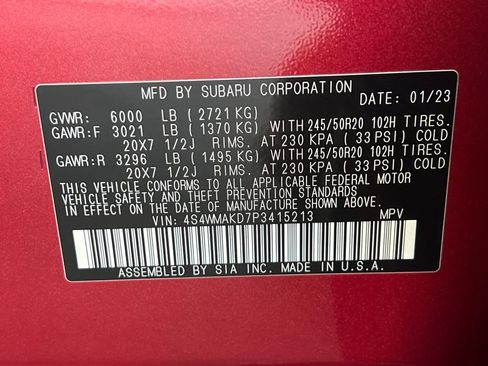 MFD BY SUBARU CORPORATION
DATE: 01/23
GVWR: 6000 LB (2721 KG)
GAWR:F 3021 LB (1370 KG) WITH 245/50R20 102H TIRES.
20X7 1/2J RIMS. AT 230 KPA (33 PSI) COLD
GAWR:R 3296 LB (1495 KG) WITH 245/50R20 102H TIRES.
20X7 1/2J RIMS. AT 230 KPA (33 PSI) COLD
THIS VEHICLE CONFORMS TO ALL APPLICABLE FEDERAL MOTOR
VEHICLE SAFETY AND THEFT PREVENTION STANDARDS
IN EFFECT ON THE DATE OF MANUFACTURE SHOWN ABOVE.
VIN: 4S4WMAKD7P3415213 MPV
ASSEMBLED BY SIA INC. MADE IN U.S.A.